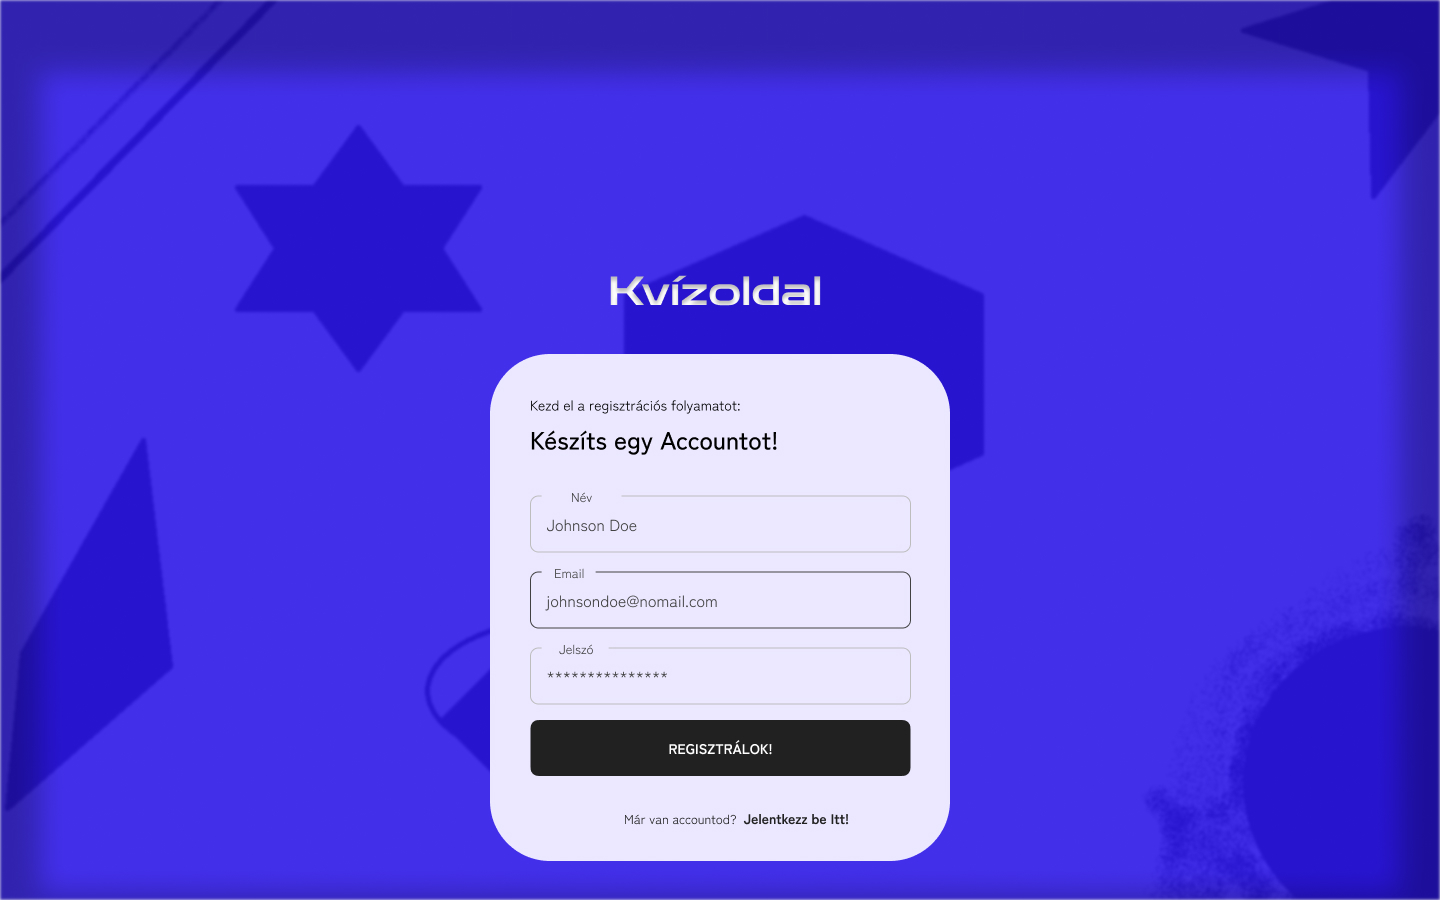 Kvízoldal
Kezd el a regisztrációs folyamatot:
Készíts egy Accountot!
Név
Johnson Doe
Email
johnsondoe@nomail.com
Jelszó
***************
REGISZTRÁLOK!
Már van accountod? Jelentkezz be Itt!